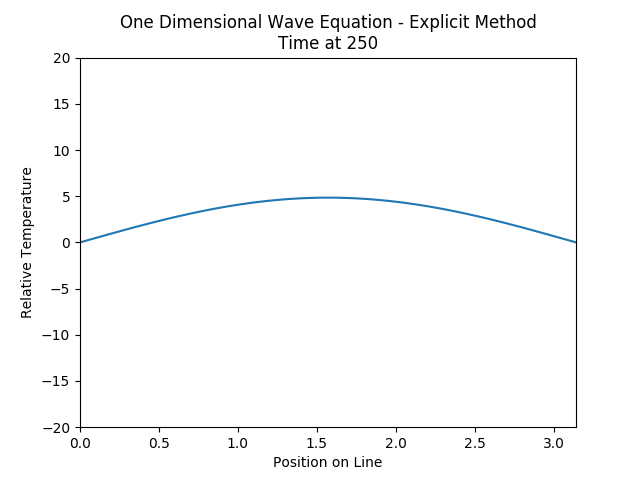 One Dimensional Wave Equation - Explicit Method
Time at 250
20
15
10
5
0
−5
−10
−15
−20
Relative Temperature
0.0 0.5 1.0 1.5 2.0 2.5 3.0
Position on Line